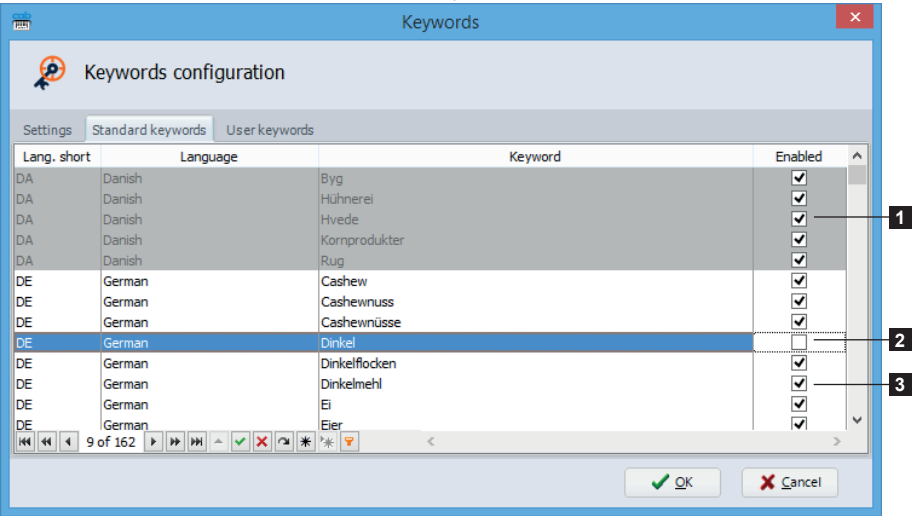 Keywords
Keywords configuration
Settings Standard keywords User keywords
Lang. short Language Keyword Enabled
DA Danish Byg
DA Danish Hühnerei
DA Danish Hvede 1
DA Danish Kornprodukter
DA Danish Rug
DE German Cashew
DE German Cashewnuss
DE German Cashewnüsse
DE German Dinkel 2
DE German Dinkelflocken
DE German Dinkelmehl 3
DE German Ei
DE German Eier
9 of 162
OK Cancel